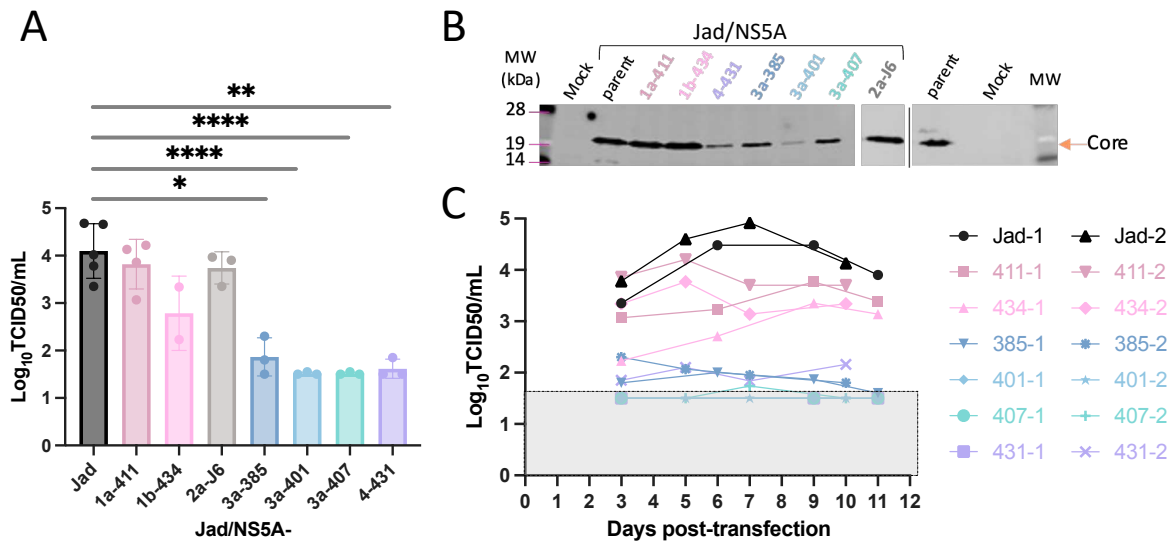 A
**
****
****
*
Log10TCID50/mL
5
4
3
2
1
0
Jad
1a-411
1b-434
2a-J6
3a-385
3a-401
3a-407
4-431
Jad/NS5A-
B
Jad/NS5A
MW
(kDa)
Mock
parent
1a-411
1b-434
4-431
3a-385
3a-401
3a-407
2a-J6
parent
Mock
MW
28
19
14
Core
C
Log10TCID50/mL
5
4
3
2
1
0
0 1 2 3 4 5 6 7 8 9 10 11 12
Days post-transfection
Jad-1 Jad-2
411-1 411-2
434-1 434-2
385-1 385-2
401-1 401-2
407-1 407-2
431-1 431-2